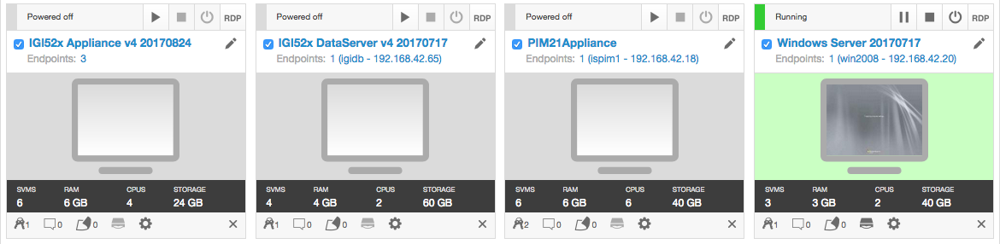 Powered off RDP
IGI52x Appliance v4 20170824
Endpoints: 3
SVMS RAM CPUS STORAGE
6 6 GB 4 24 GB
1 0 0
Powered off RDP
IGI52x DataServer v4 20170717
Endpoints: 1 (igidb - 192.168.42.65)
SVMS RAM CPUS STORAGE
4 4 GB 2 60 GB
1 0 0
Powered off RDP
PIM21Appliance
Endpoints: 1 (ispim1 - 192.168.42.18)
SVMS RAM CPUS STORAGE
6 6 GB 6 40 GB
2 0 0
Running RDP
Windows Server 20170717
Endpoints: 1 (win2008 - 192.168.42.20)
SVMS RAM CPUS STORAGE
3 3 GB 2 40 GB
1 0 0